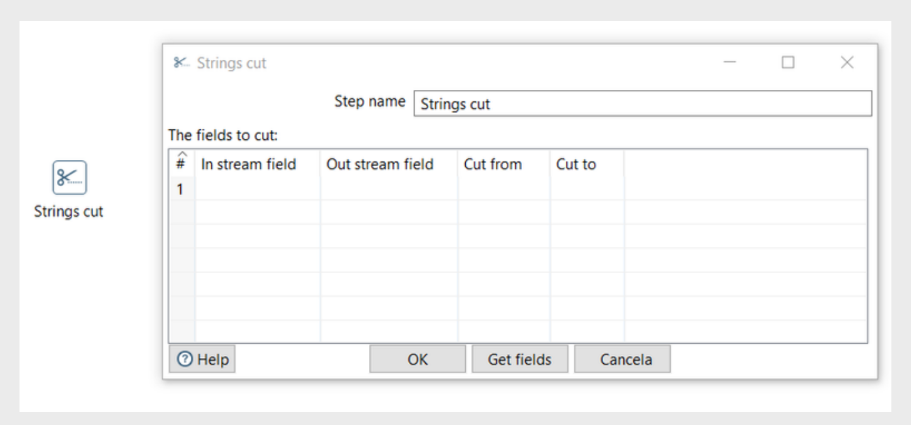 Strings cut
Step name Strings cut
The fields to cut:
# In stream field Out stream field Cut from Cut to
1
Strings cut
Help OK Get fields Cancela